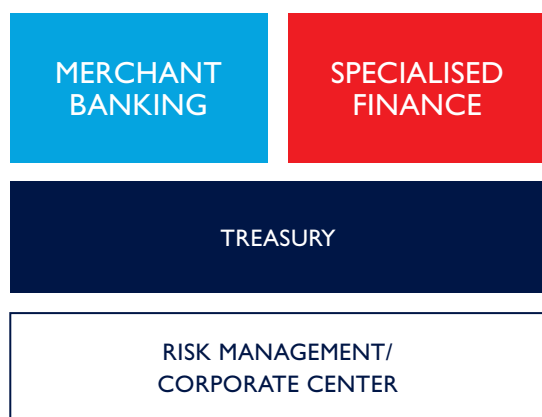 MERCHANT
BANKING
SPECIALISED
FINANCE
TREASURY
RISK MANAGEMENT/
CORPORATE CENTER